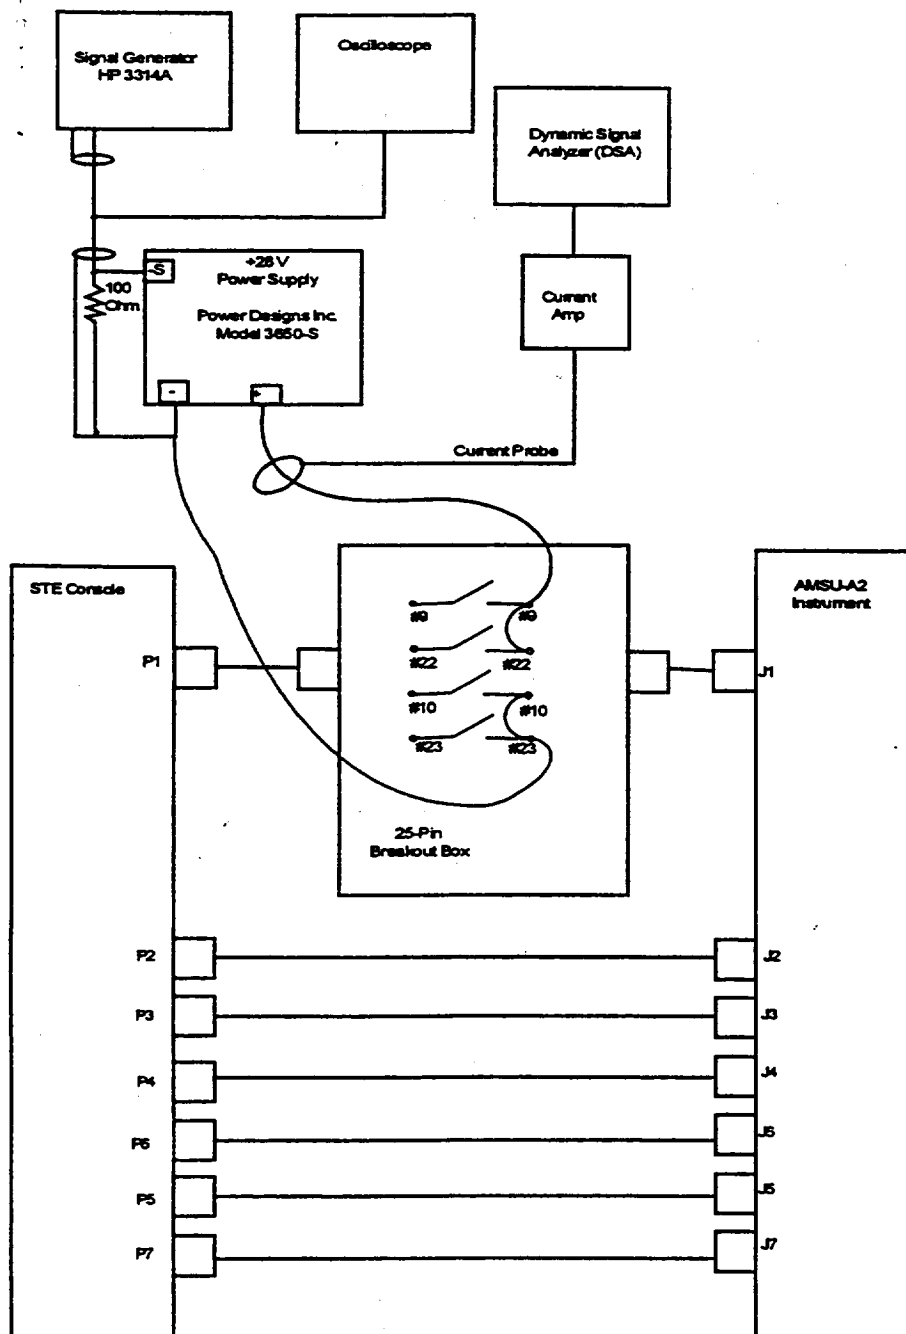 Signal Generator
HP 3314A
Oscilloscope
Dynamic Signal
Analyzer (DSA)
-S
+28 V
Power Supply
100
Ohm
Power Designs Inc.
Model 3650-S
Current
Amp
-
+
Current Probe
STE Console
AMSU-A2
Instrument
#9
#9
P1
#22
#22
J1
#10
#10
#23
#23
25-Pin
Breakout Box
P2
J2
P3
J3
P4
J4
P6
J6
P5
J5
P7
J7